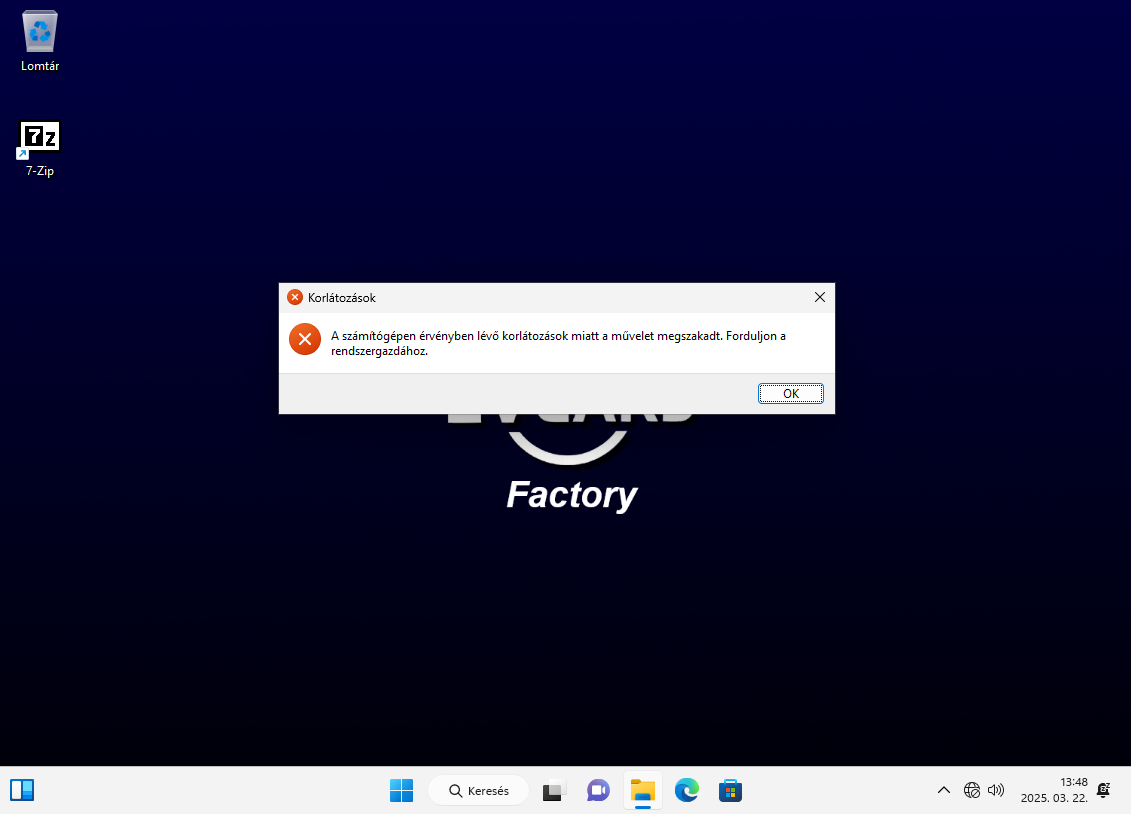 Lomtár
7z
7-Zip
Korlátozások
A számítógépen érvényben lévő korlátozások miatt a művelet megszakadt. Forduljon a
rendszergazdához.
OK
Factory
Keresés
13:48
2025. 03. 22.